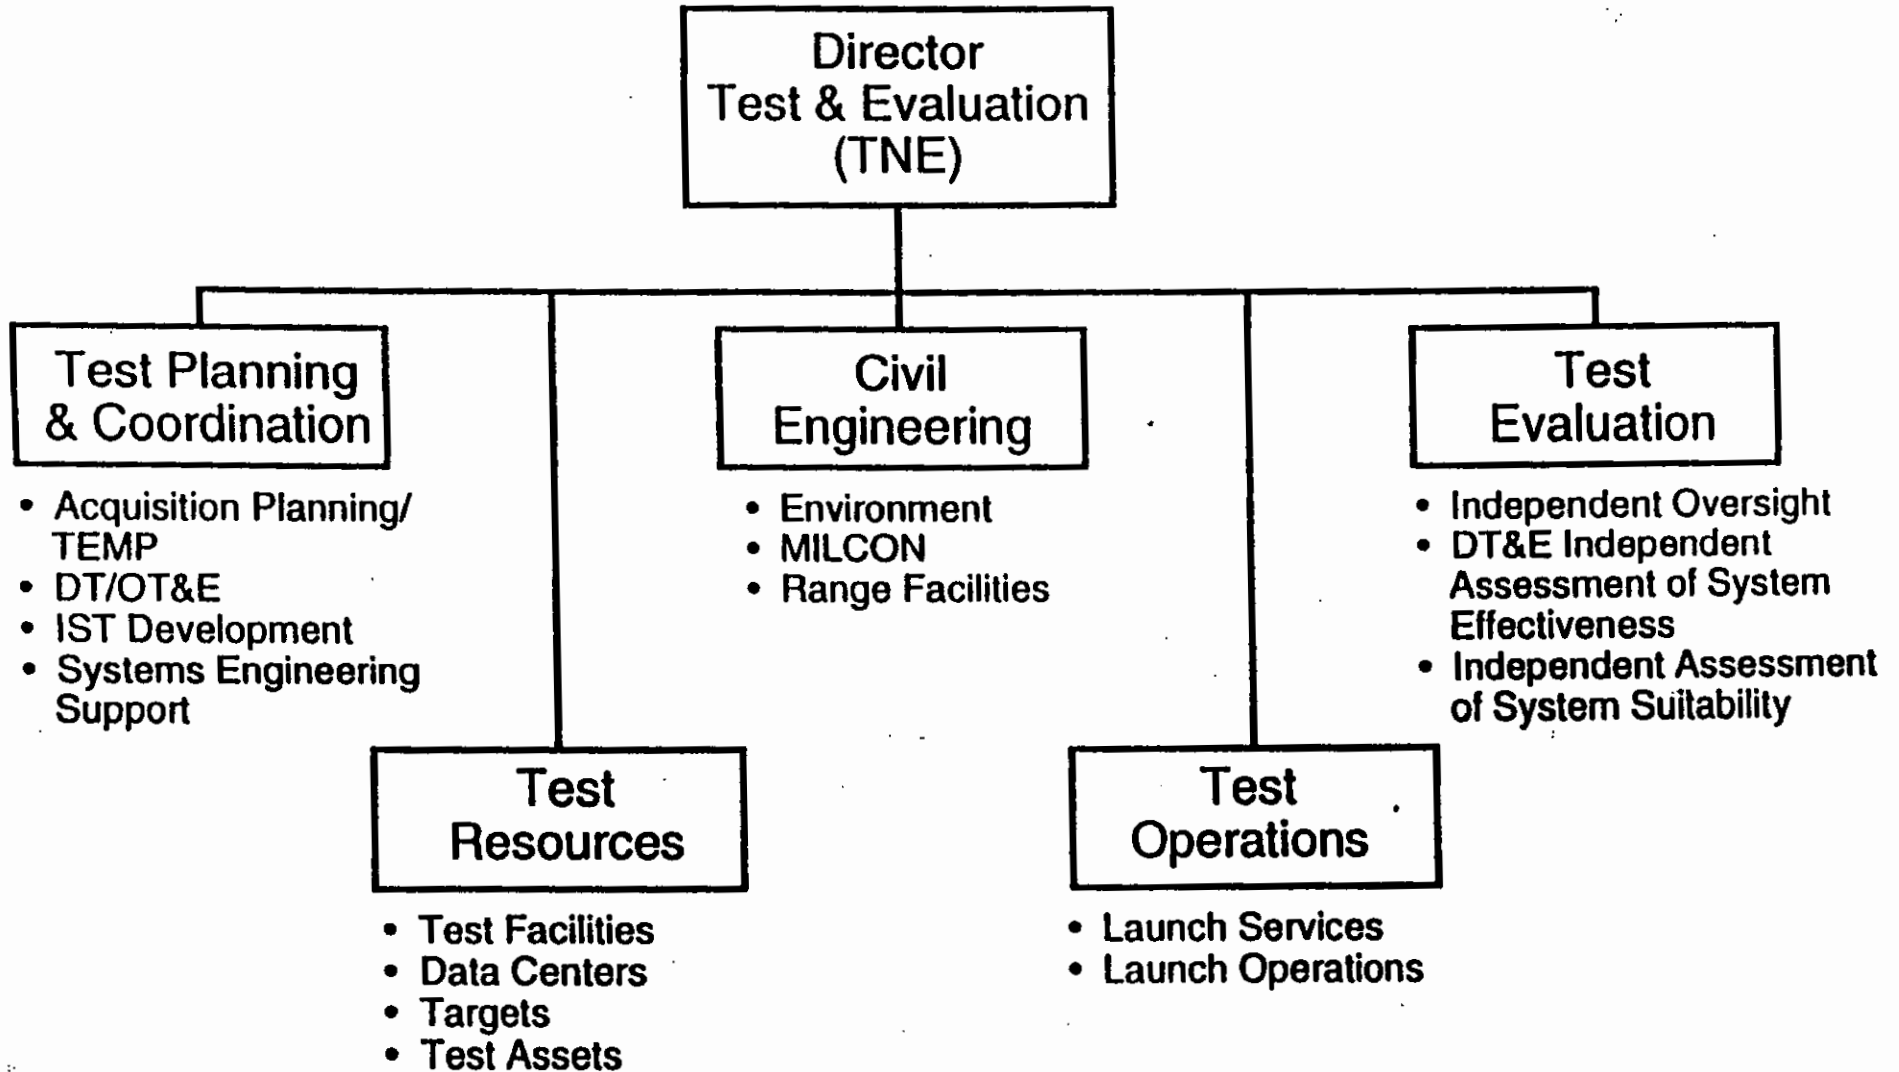 Director
Test & Evaluation
(TNE)
Test Planning
& Coordination
• Acquisition Planning/
TEMP
• DT/OT&E
• IST Development
• Systems Engineering
Support
Test
Resources
• Test Facilities
• Data Centers
• Targets
• Test Assets
Civil
Engineering
• Environment
• MILCON
• Range Facilities
Test
Operations
• Launch Services
• Launch Operations
Test
Evaluation
• Independent Oversight
• DT&E Independent
Assessment of System
Effectiveness
• Independent Assessment
of System Suitability